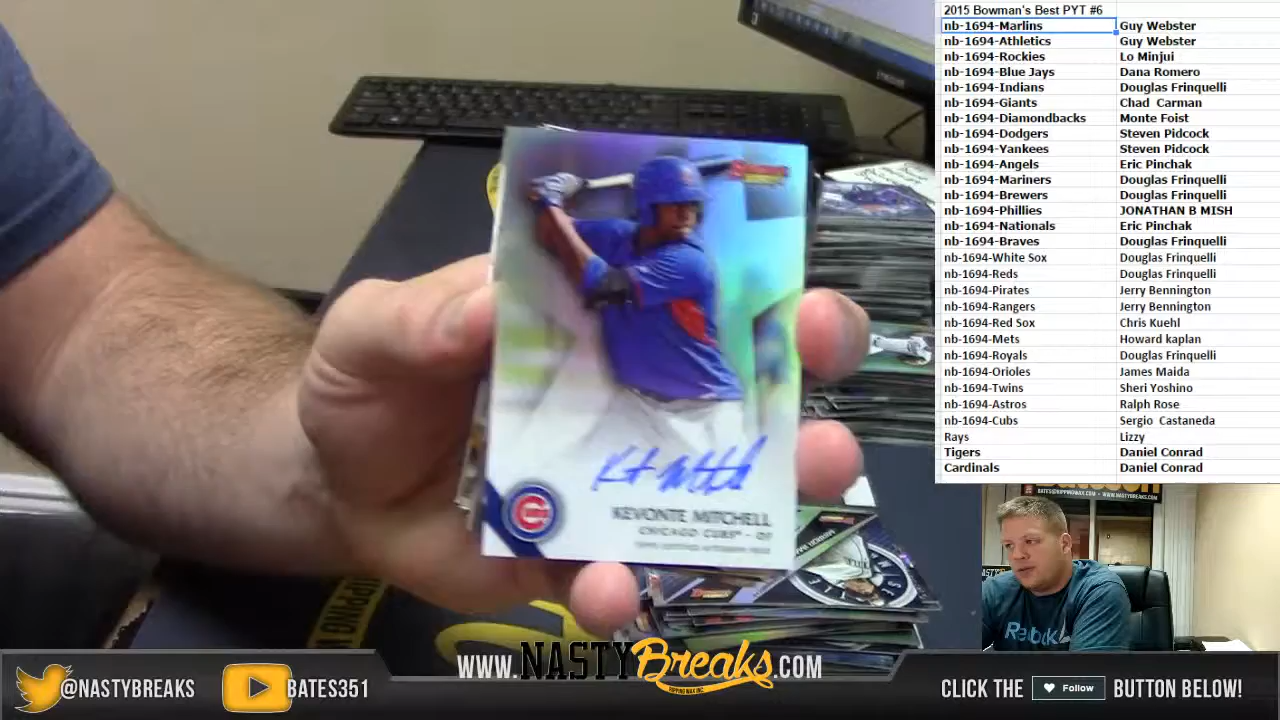 2015 Bowman's Best PYT #6
nb-1694-Marlins Guy Webster
nb-1694-Athletics Guy Webster
nb-1694-Rockies Lo Minjui
nb-1694-Blue Jays Dana Romero
nb-1694-Indians Douglas Frinquelli
nb-1694-Giants Chad Carman
nb-1694-Diamondbacks Monte Foist
nb-1694-Dodgers Steven Pidcock
nb-1694-Yankees Steven Pidcock
nb-1694-Angels Eric Pinchak
nb-1694-Mariners Douglas Frinquelli
nb-1694-Brewers Douglas Frinquelli
nb-1694-Phillies JONATHAN B MISH
nb-1694-Nationals Eric Pinchak
nb-1694-Braves Douglas Frinquelli
nb-1694-White Sox Douglas Frinquelli
nb-1694-Reds Douglas Frinquelli
nb-1694-Pirates Jerry Bennington
nb-1694-Rangers Jerry Bennington
nb-1694-Red Sox Chris Kuehl
nb-1694-Mets Howard kaplan
nb-1694-Royals Douglas Frinquelli
nb-1694-Orioles James Maida
nb-1694-Twins Sheri Yoshino
nb-1694-Astros Ralph Rose
nb-1694-Cubs Sergio Castaneda
Rays Lizzy
Tigers Daniel Conrad
Cardinals Daniel Conrad
KEVONTE MITCHELL
CHICAGO CUBS - OF
Reebok
@NASTYBREAKS
BATES351
WWW.NASTYBreaks.COM
RIPPING WAX INC
CLICK THE Follow BUTTON BELOW!